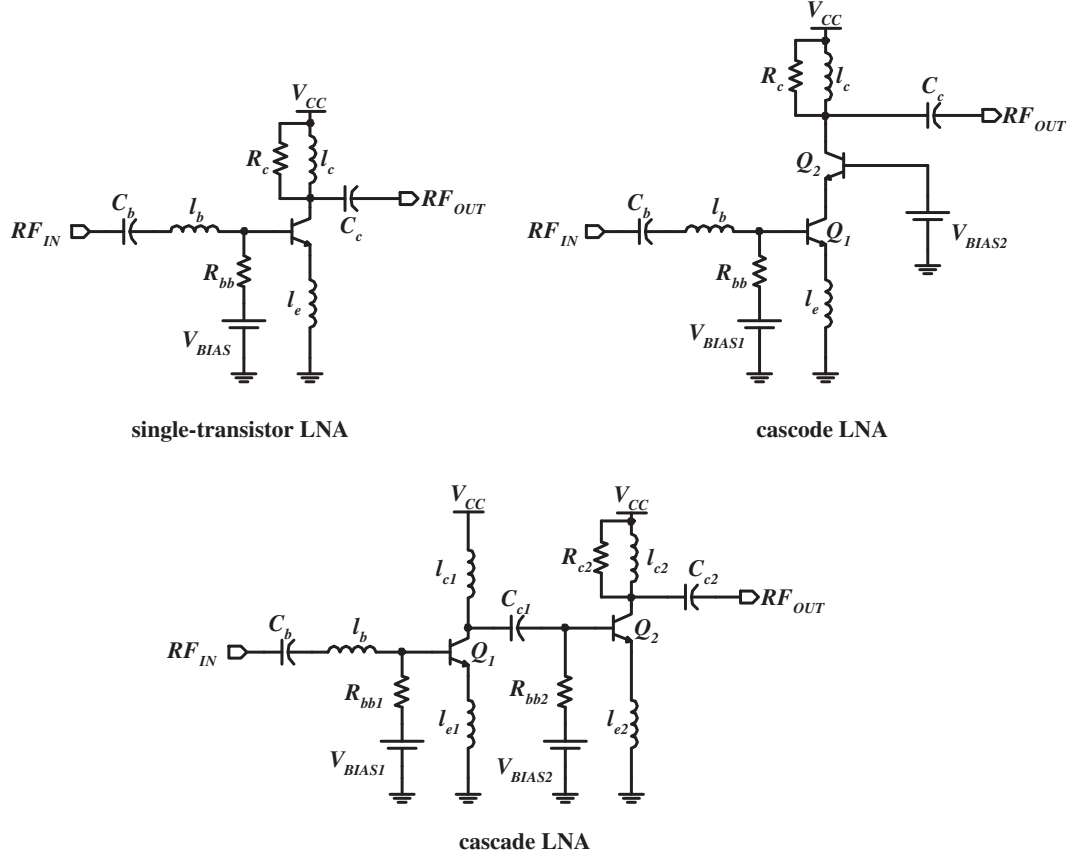 V_CC
R_c
l_c
C_b
l_b
RF_IN
C_c
RF_OUT
R_bb
l_e
V_BIAS
single-transistor LNA
V_CC
R_c
l_c
C_c
RF_OUT
Q_2
C_b
l_b
RF_IN
Q_1
V_BIAS2
R_bb
l_e
V_BIAS1
cascode LNA
V_CC
V_CC
l_c1
R_c2
l_c2
C_c2
C_c1
RF_OUT
C_b
l_b
RF_IN
Q_1
Q_2
R_bb1
R_bb2
l_e1
l_e2
V_BIAS1
V_BIAS2
cascade LNA